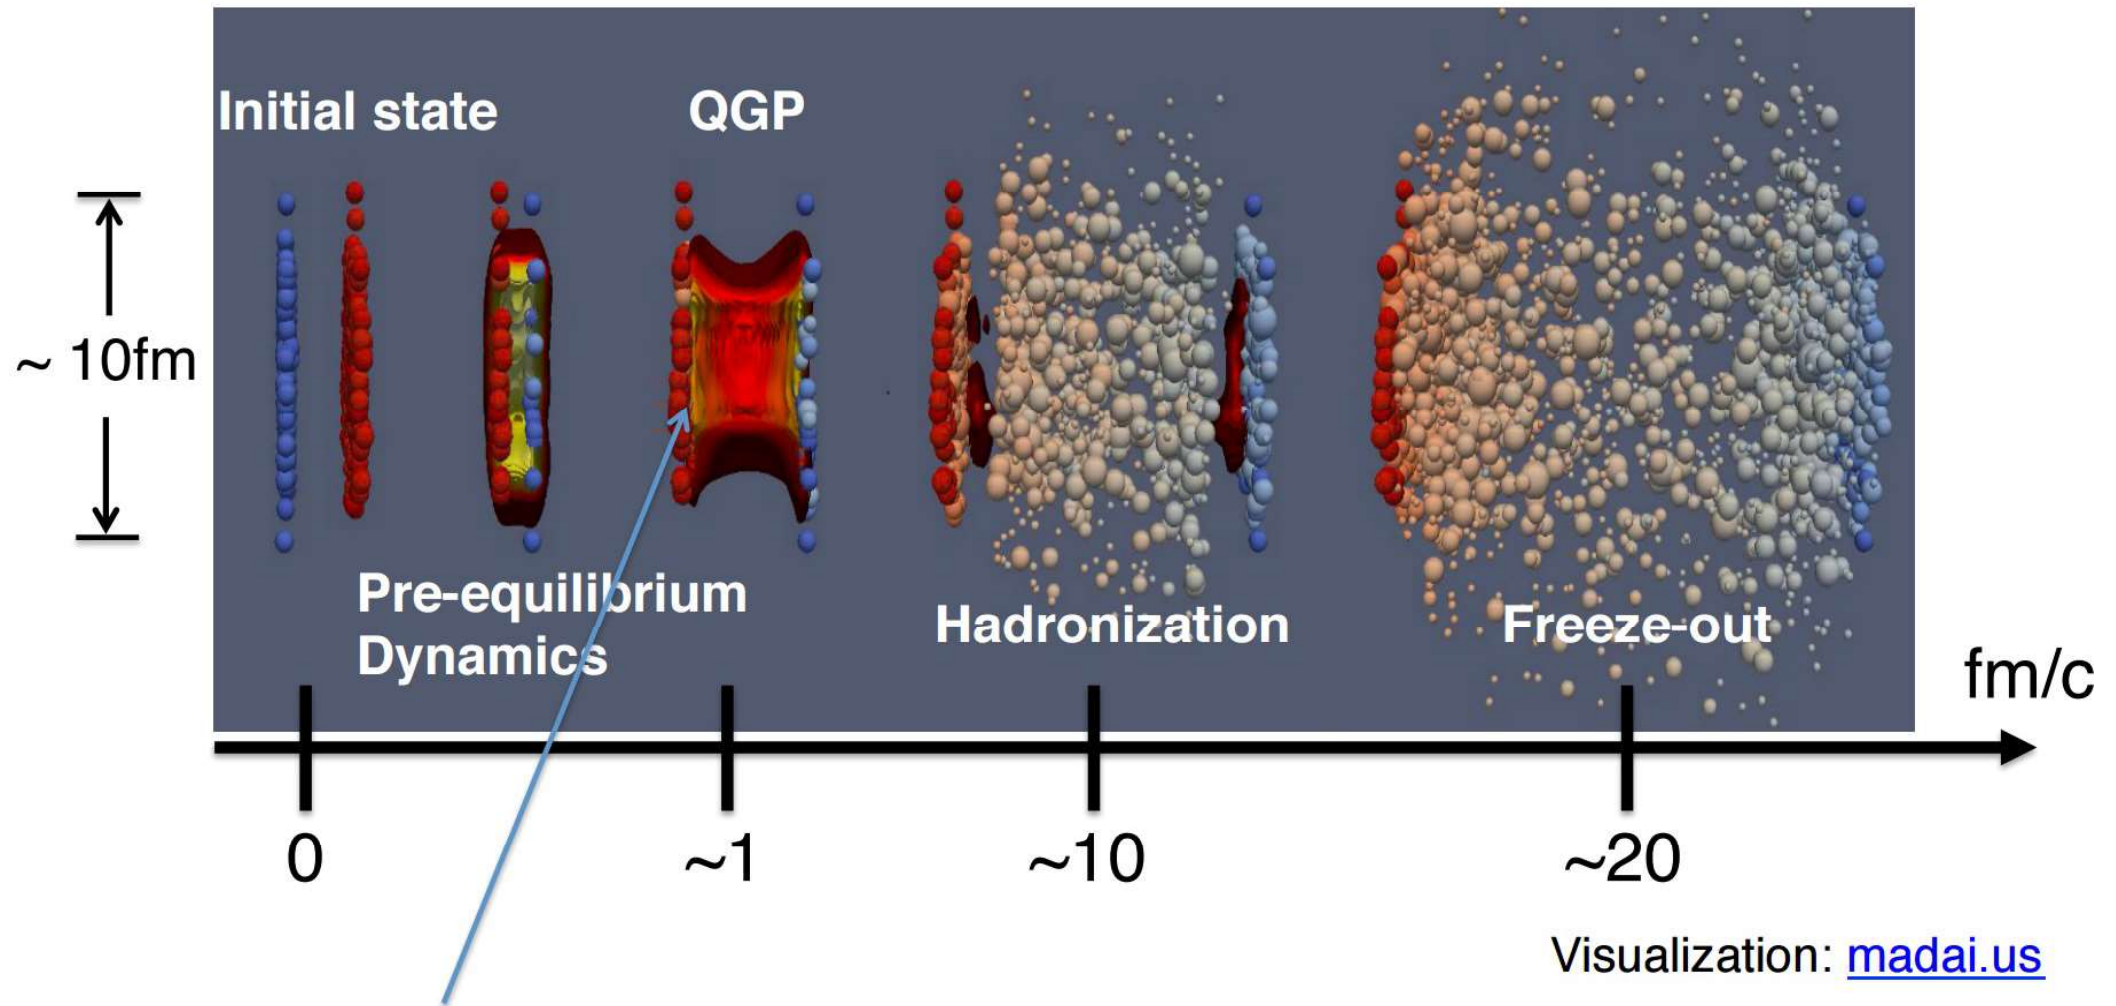 Initial state
QGP
~ 10fm
Pre-equilibrium
Dynamics
Hadronization
Freeze-out
fm/c
0
~1
~10
~20
Visualization: madai.us